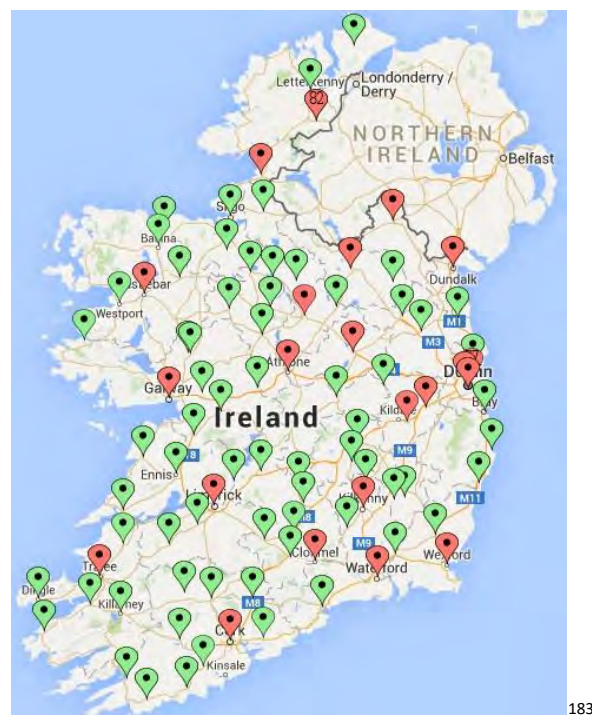 Letterkenny
Londonderry /
Derry
82
NORTHERN
IRELAND
Belfast
Sligo
Ballina
Dundalk
Castlebar
Westport
M1
M3
Athlone
Dublin
Galway
Bray
Kildare
Ireland
M9
Ennis
M11
Limerick
Kilkenny
M8
Clonmel
M9
Wexford
Waterford
Tralee
Dingle
Killarney
M8
Cork
Kinsale
183